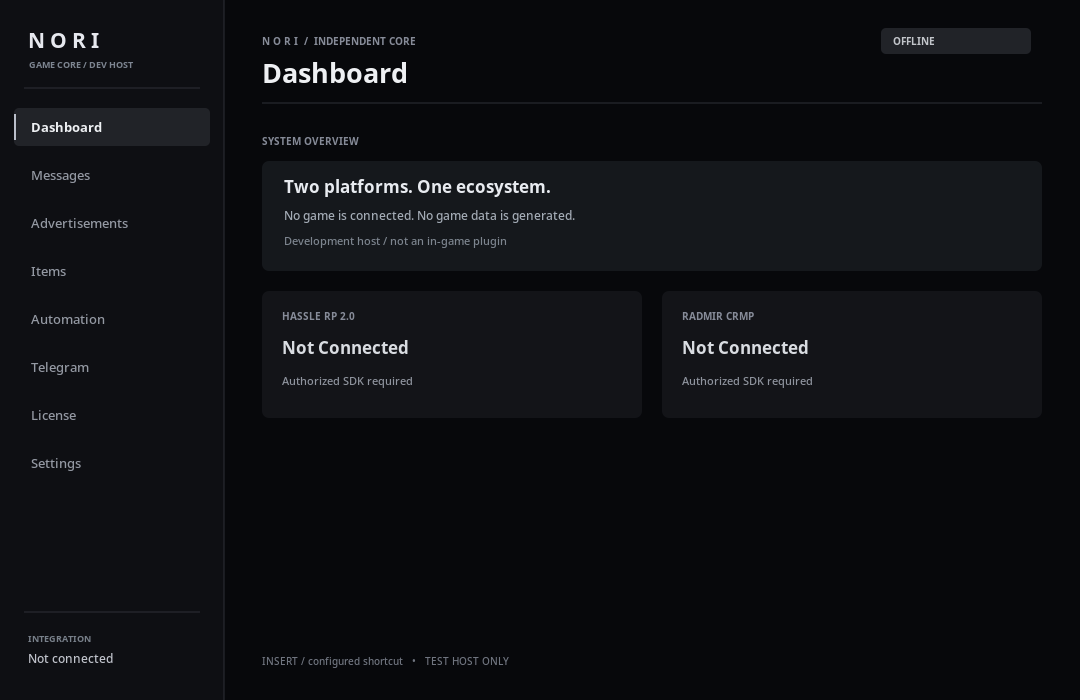 NORI
GAME CORE / DEV HOST
Dashboard
Messages
Advertisements
Items
Automation
Telegram
License
Settings
INTEGRATION
Not connected
NORI / INDEPENDENT CORE
OFFLINE
Dashboard
SYSTEM OVERVIEW
Two platforms. One ecosystem.
No game is connected. No game data is generated.
Development host / not an in-game plugin
HASSLE RP 2.0
Not Connected
Authorized SDK required
RADMIR CRMP
Not Connected
Authorized SDK required
INSERT / configured shortcut • TEST HOST ONLY